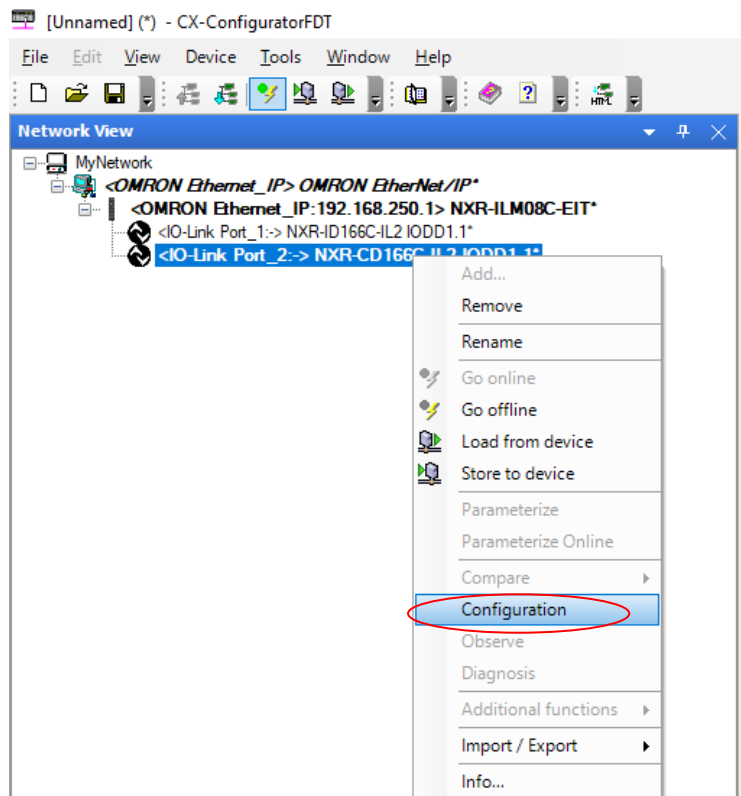 [Unnamed] (*) - CX-ConfiguratorFDT
File Edit View Device Tools Window Help
HTML
Network View
MyNetwork
<OMRON Ethernet_IP> OMRON EtherNet/IP*
<OMRON Ethernet_IP:192.168.250.1> NXR-ILM08C-EIT*
<IO-Link Port_1:-> NXR-ID166C-IL2 IODD1.1*
<IO-Link Port_2:-> NXR-CD166C-IL2 IODD1.1*
Add...
Remove
Rename
Go online
Go offline
Load from device
Store to device
Parameterize
Parameterize Online
Compare
Configuration
Observe
Diagnosis
Additional functions
Import / Export
Info...